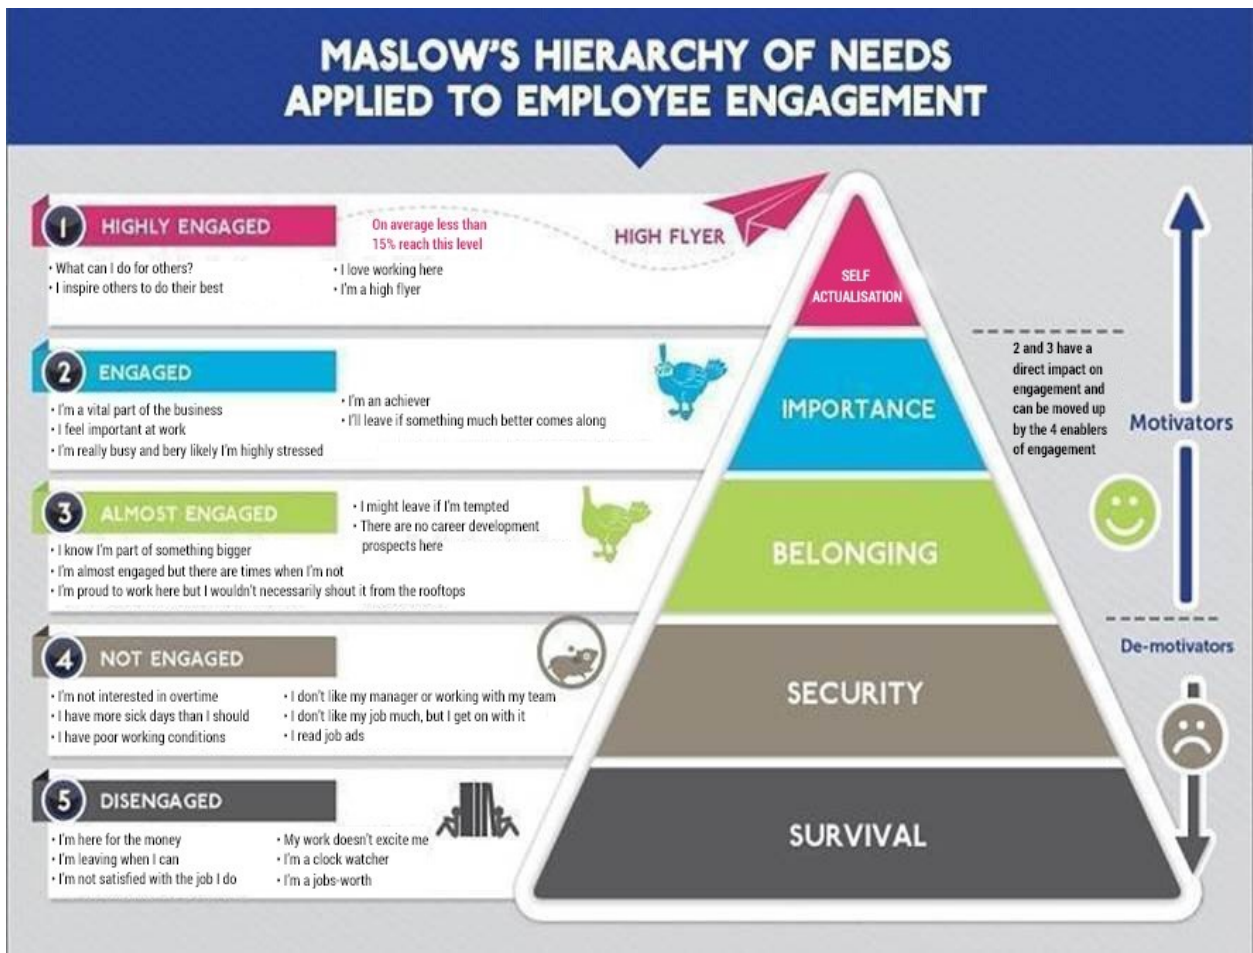 MASLOW'S HIERARCHY OF NEEDS
APPLIED TO EMPLOYEE ENGAGEMENT
1 HIGHLY ENGAGED
On average less than
15% reach this level
HIGH FLYER
• What can I do for others?
• I inspire others to do their best
• I love working here
• I'm a high flyer
SELF
ACTUALISATION
2 ENGAGED
• I'm a vital part of the business
• I feel important at work
• I'm really busy and bery likely I'm highly stressed
• I'm an achiever
• I'll leave if something much better comes along
IMPORTANCE
2 and 3 have a
direct impact on
engagement and
can be moved up
by the 4 enablers
of engagement
Motivators
3 ALMOST ENGAGED
• I know I'm part of something bigger
• I'm almost engaged but there are times when I'm not
• I'm proud to work here but I wouldn't necessarily shout it from the rooftops
• I might leave if I'm tempted
• There are no career development
prospects here
BELONGING
De-motivators
4 NOT ENGAGED
• I'm not interested in overtime
• I have more sick days than I should
• I have poor working conditions
• I don't like my manager or working with my team
• I don't like my job much, but I get on with it
• I read job ads
SECURITY
5 DISENGAGED
• I'm here for the money
• I'm leaving when I can
• I'm not satisfied with the job I do
• My work doesn't excite me
• I'm a clock watcher
• I'm a jobs-worth
SURVIVAL